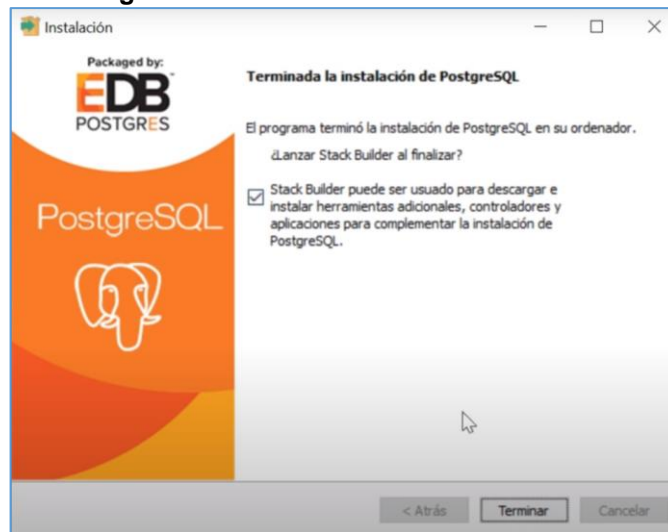 Instalación
Packaged by:
EDB
POSTGRES
PostgreSQL
Terminada la instalación de PostgreSQL
El programa terminó la instalación de PostgreSQL en su ordenador.
¿Lanzar Stack Builder al finalizar?
Stack Builder puede ser usado para descargar e
instalar herramientas adicionales, controladores y
aplicaciones para complementar la instalación de
PostgreSQL.
< Atrás
Terminar
Cancelar